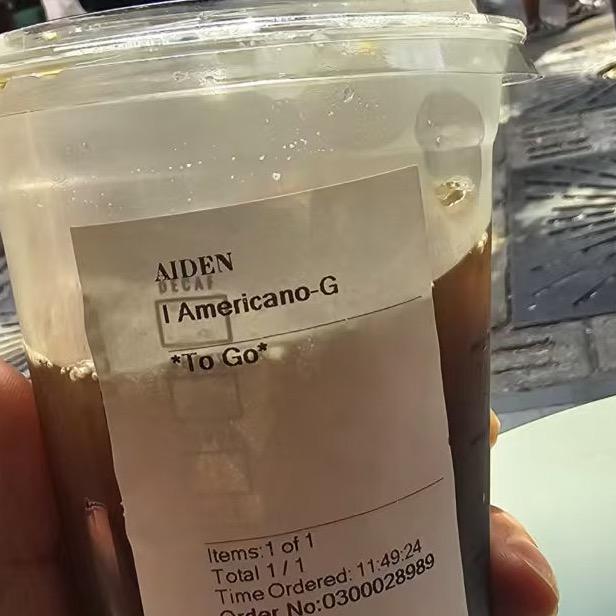 AIDEN
DECAF
I Americano-G
*To Go*
Items:1 of 1
Total 1 / 1
Time Ordered: 11:49:24
Order No:0300028989